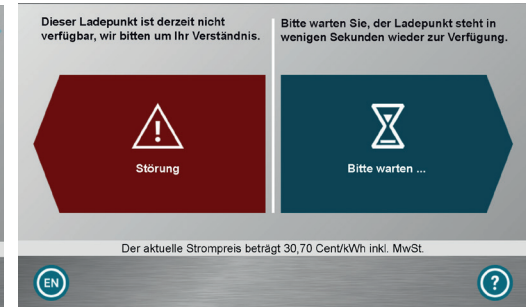 Dieser Ladepunkt ist derzeit nicht
verfügbar, wir bitten um Ihr Verständnis.
Bitte warten Sie, der Ladepunkt steht in
wenigen Sekunden wieder zur Verfügung.
Störung
Bitte warten ...
Der aktuelle Strompreis beträgt 30,70 Cent/kWh inkl. MwSt.
EN
?